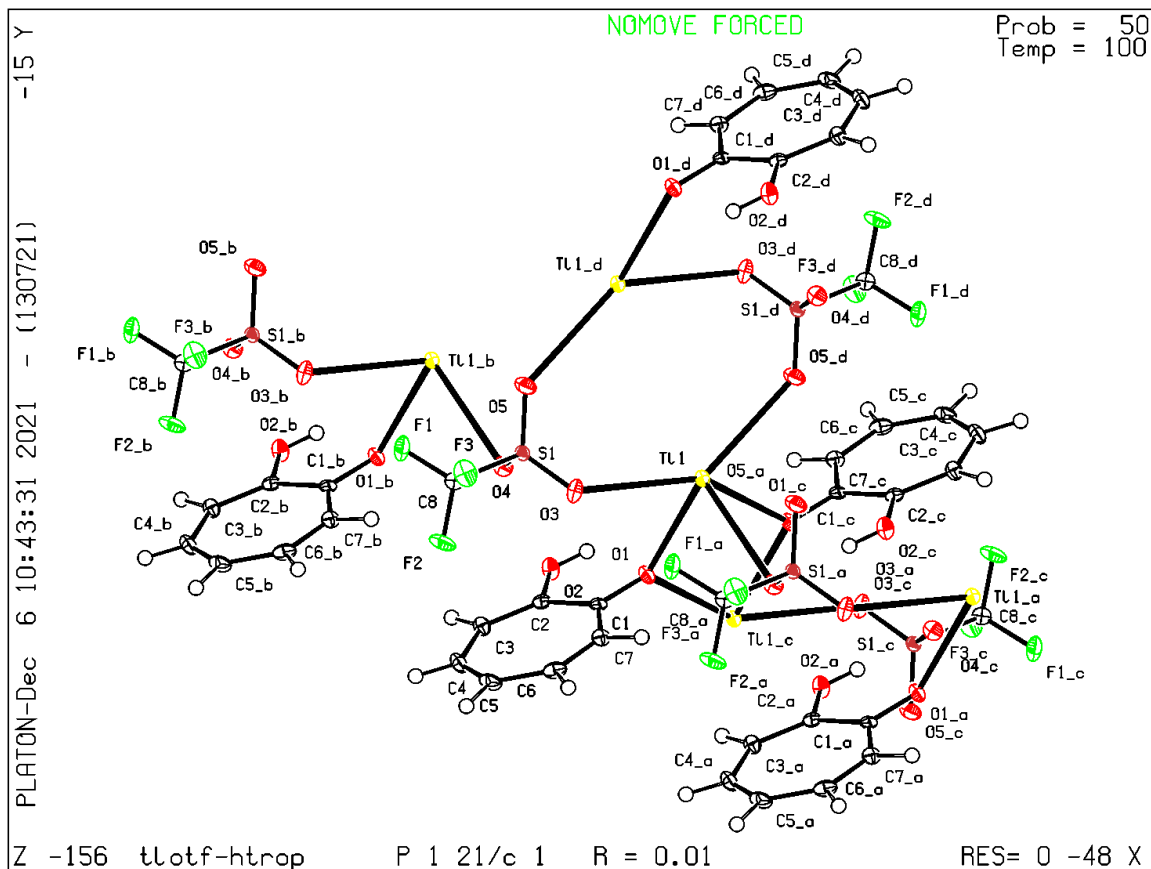 NOMOVE FORCED
Prob = 50
Temp = 100
PLATON-Dec 6 10:43:31 2021 - (130721) -15 Y
C5_d
C6_d
C4_d
C7_d
C3_d
C1_d
O1_d
C2_d
O2_d
F2_d
O5_b
O3_d
Tl1_d
F3_d
C8_d
F1_d
S1_d
O4_d
F3_b
S1_b
F1_b
O4_b
Tl1_b
C8_b
O3_b
O5
O5_d
C5_c
F2_b
O2_b
F1
C6_c
C4_c
F3
S1
C3_c
C1_b
Tl1
O5_a
O1_c
O1_b
O4
C7_c
C2_b
C8
O3
C1_c
C2_c
C4_b
C3_b
C7_b
C6_b
F2
O1
F1_a
O2_c
C5_b
S1_a
O3_a
F2_c
O3_c
O2
Tl1_a
C1
C8_a
C8_c
C2
F3_a
Tl1_c
C3
C7
S1_c
F3_c
O2_a
O4_c
F1_c
C4
C6
F2_a
C5
C2_a
O1_a
O5_c
C1_a
C4_a
C3_a
C7_a
C6_a
C5_a
Z -156 tlotf-htrop P 1 21/c 1 R = 0.01 RES= 0 -48 X